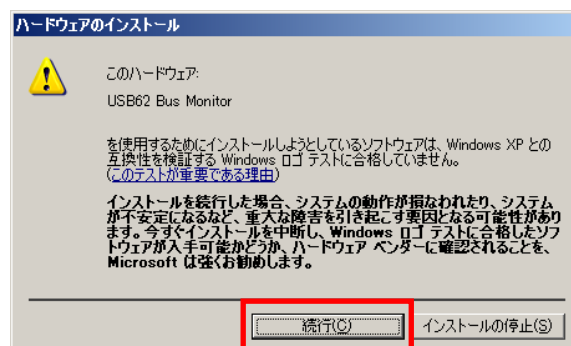 ハードウェアのインストール
このハードウェア:
USB62 Bus Monitor
を使用するためにインストールしようとしているソフトウェアは、Windows XP との
互換性を検証する Windows ロゴ テストに合格していません。
(このテストが重要である理由)
インストールを続行した場合、システムの動作が損なわれたり、システム
が不安定になるなど、重大な障害を引き起こす要因となる可能性があり
ます。今すぐインストールを中断し、Windows ロゴ テストに合格したソフ
トウェアが入手可能かどうか、ハードウェア ベンダーに確認されることを、
Microsoft は強くお勧めします。
続行(C) インストールの停止(S)